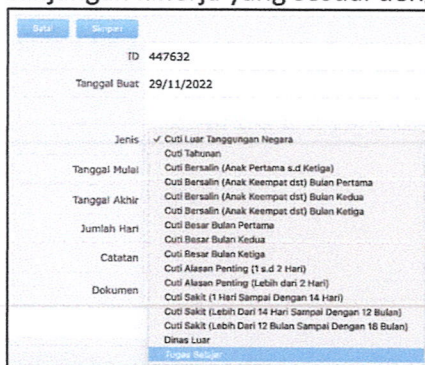 Batal Simpan
ID 447632
Tanggal Buat 29/11/2022
Jenis ✓ Cuti Luar Tanggungan Negara
Cuti Tahunan
Tanggal Mulai Cuti Bersalin (Anak Pertama s.d Ketiga)
Cuti Bersalin (Anak Keempat dst) Bulan Pertama
Tanggal Akhir Cuti Bersalin (Anak Keempat dst) Bulan Kedua
Cuti Bersalin (Anak Keempat dst) Bulan Ketiga
Jumlah Hari Cuti Besar Bulan Pertama
Cuti Besar Bulan Kedua
Catatan Cuti Besar Bulan Ketiga
Cuti Alasan Penting (1 s.d 2 Hari)
Dokumen Cuti Alasan Penting (Lebih dari 2 Hari)
Cuti Sakit (1 Hari Sampai Dengan 14 Hari)
Cuti Sakit (Lebih Dari 14 Hari Sampai Dengan 12 Bulan)
Cuti Sakit (Lebih Dari 12 Bulan Sampai Dengan 18 Bulan)
Dinas Luar
Tugas Belajar